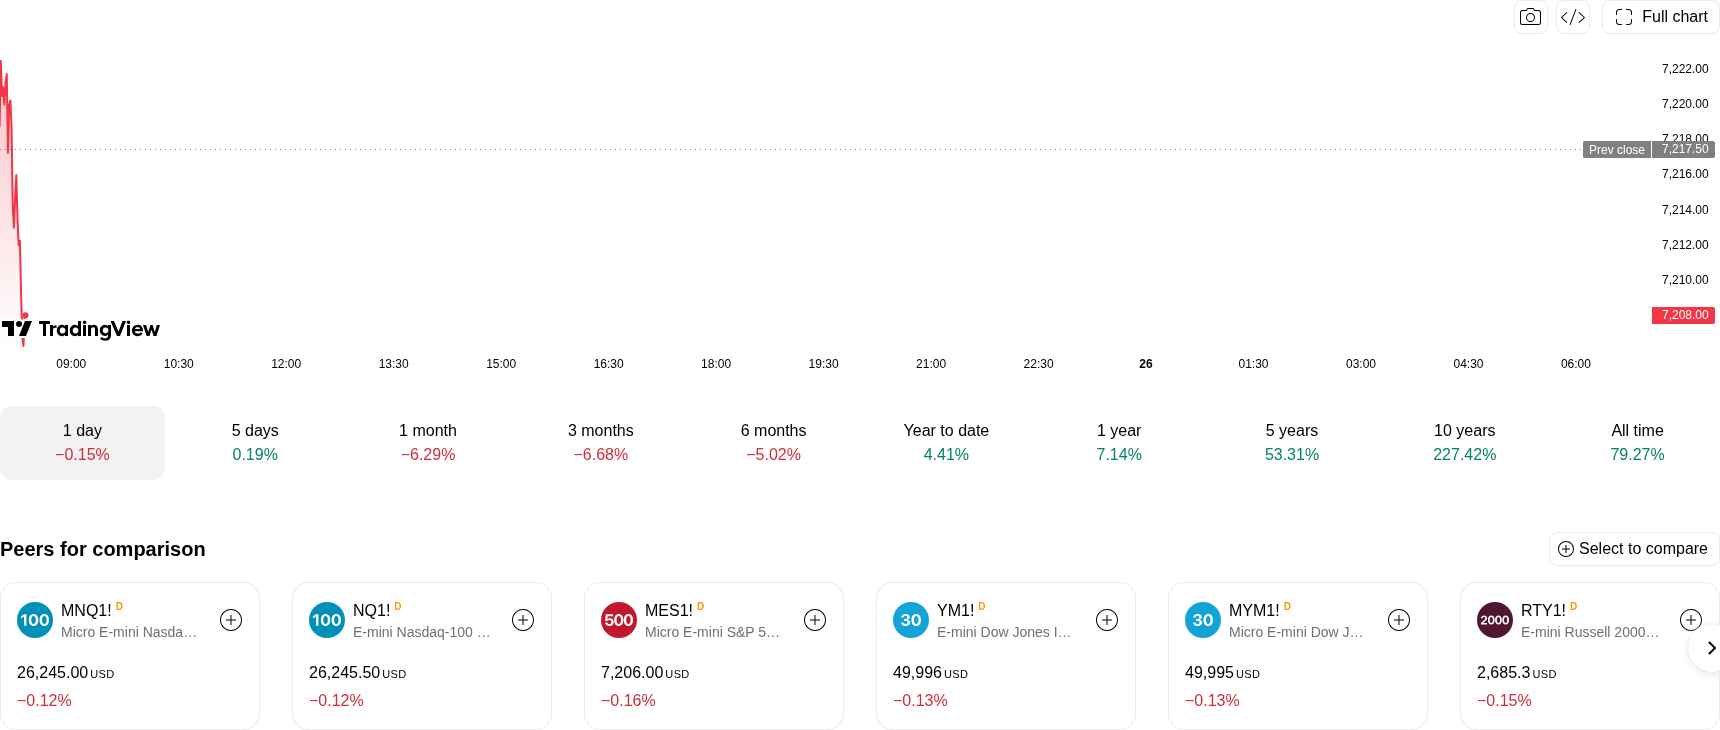 Full chart
7,222.00
7,220.00
7,218.00
Prev close 7,217.50
7,216.00
7,214.00
7,212.00
7,210.00
7,208.00
TradingView
09:00 10:30 12:00 13:30 15:00 16:30 18:00 19:30 21:00 22:30 26 01:30 03:00 04:30 06:00
1 day 5 days 1 month 3 months 6 months Year to date 1 year 5 years 10 years All time
−0.15% 0.19% −6.29% −6.68% −5.02% 4.41% 7.14% 53.31% 227.42% 79.27%
Peers for comparison
Select to compare
100 MNQ1! D
Micro E-mini Nasda…
26,245.00 USD
−0.12%
100 NQ1! D
E-mini Nasdaq-100 …
26,245.50 USD
−0.12%
500 MES1! D
Micro E-mini S&P 5…
7,206.00 USD
−0.16%
30 YM1! D
E-mini Dow Jones I…
49,996 USD
−0.13%
30 MYM1! D
Micro E-mini Dow J…
49,995 USD
−0.13%
2000 RTY1! D
E-mini Russell 2000…
2,685.3 USD
−0.15%